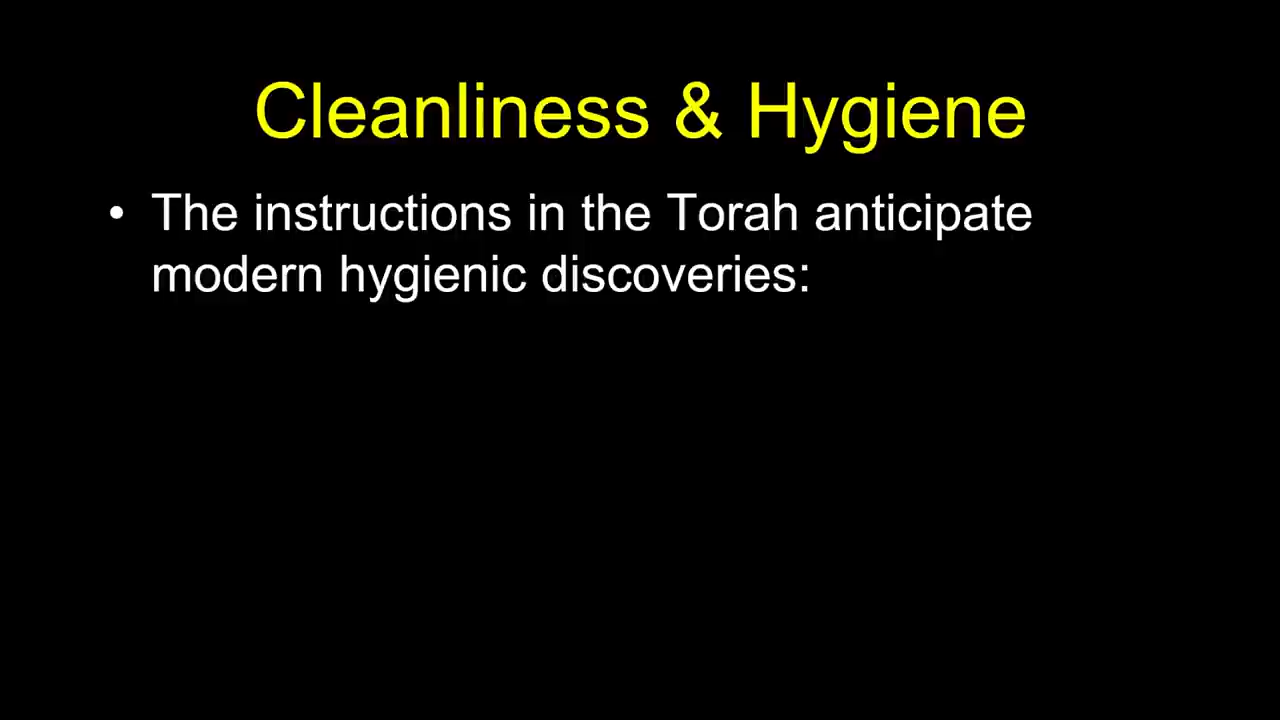 Cleanliness & Hygiene
• The instructions in the Torah anticipate
modern hygienic discoveries: